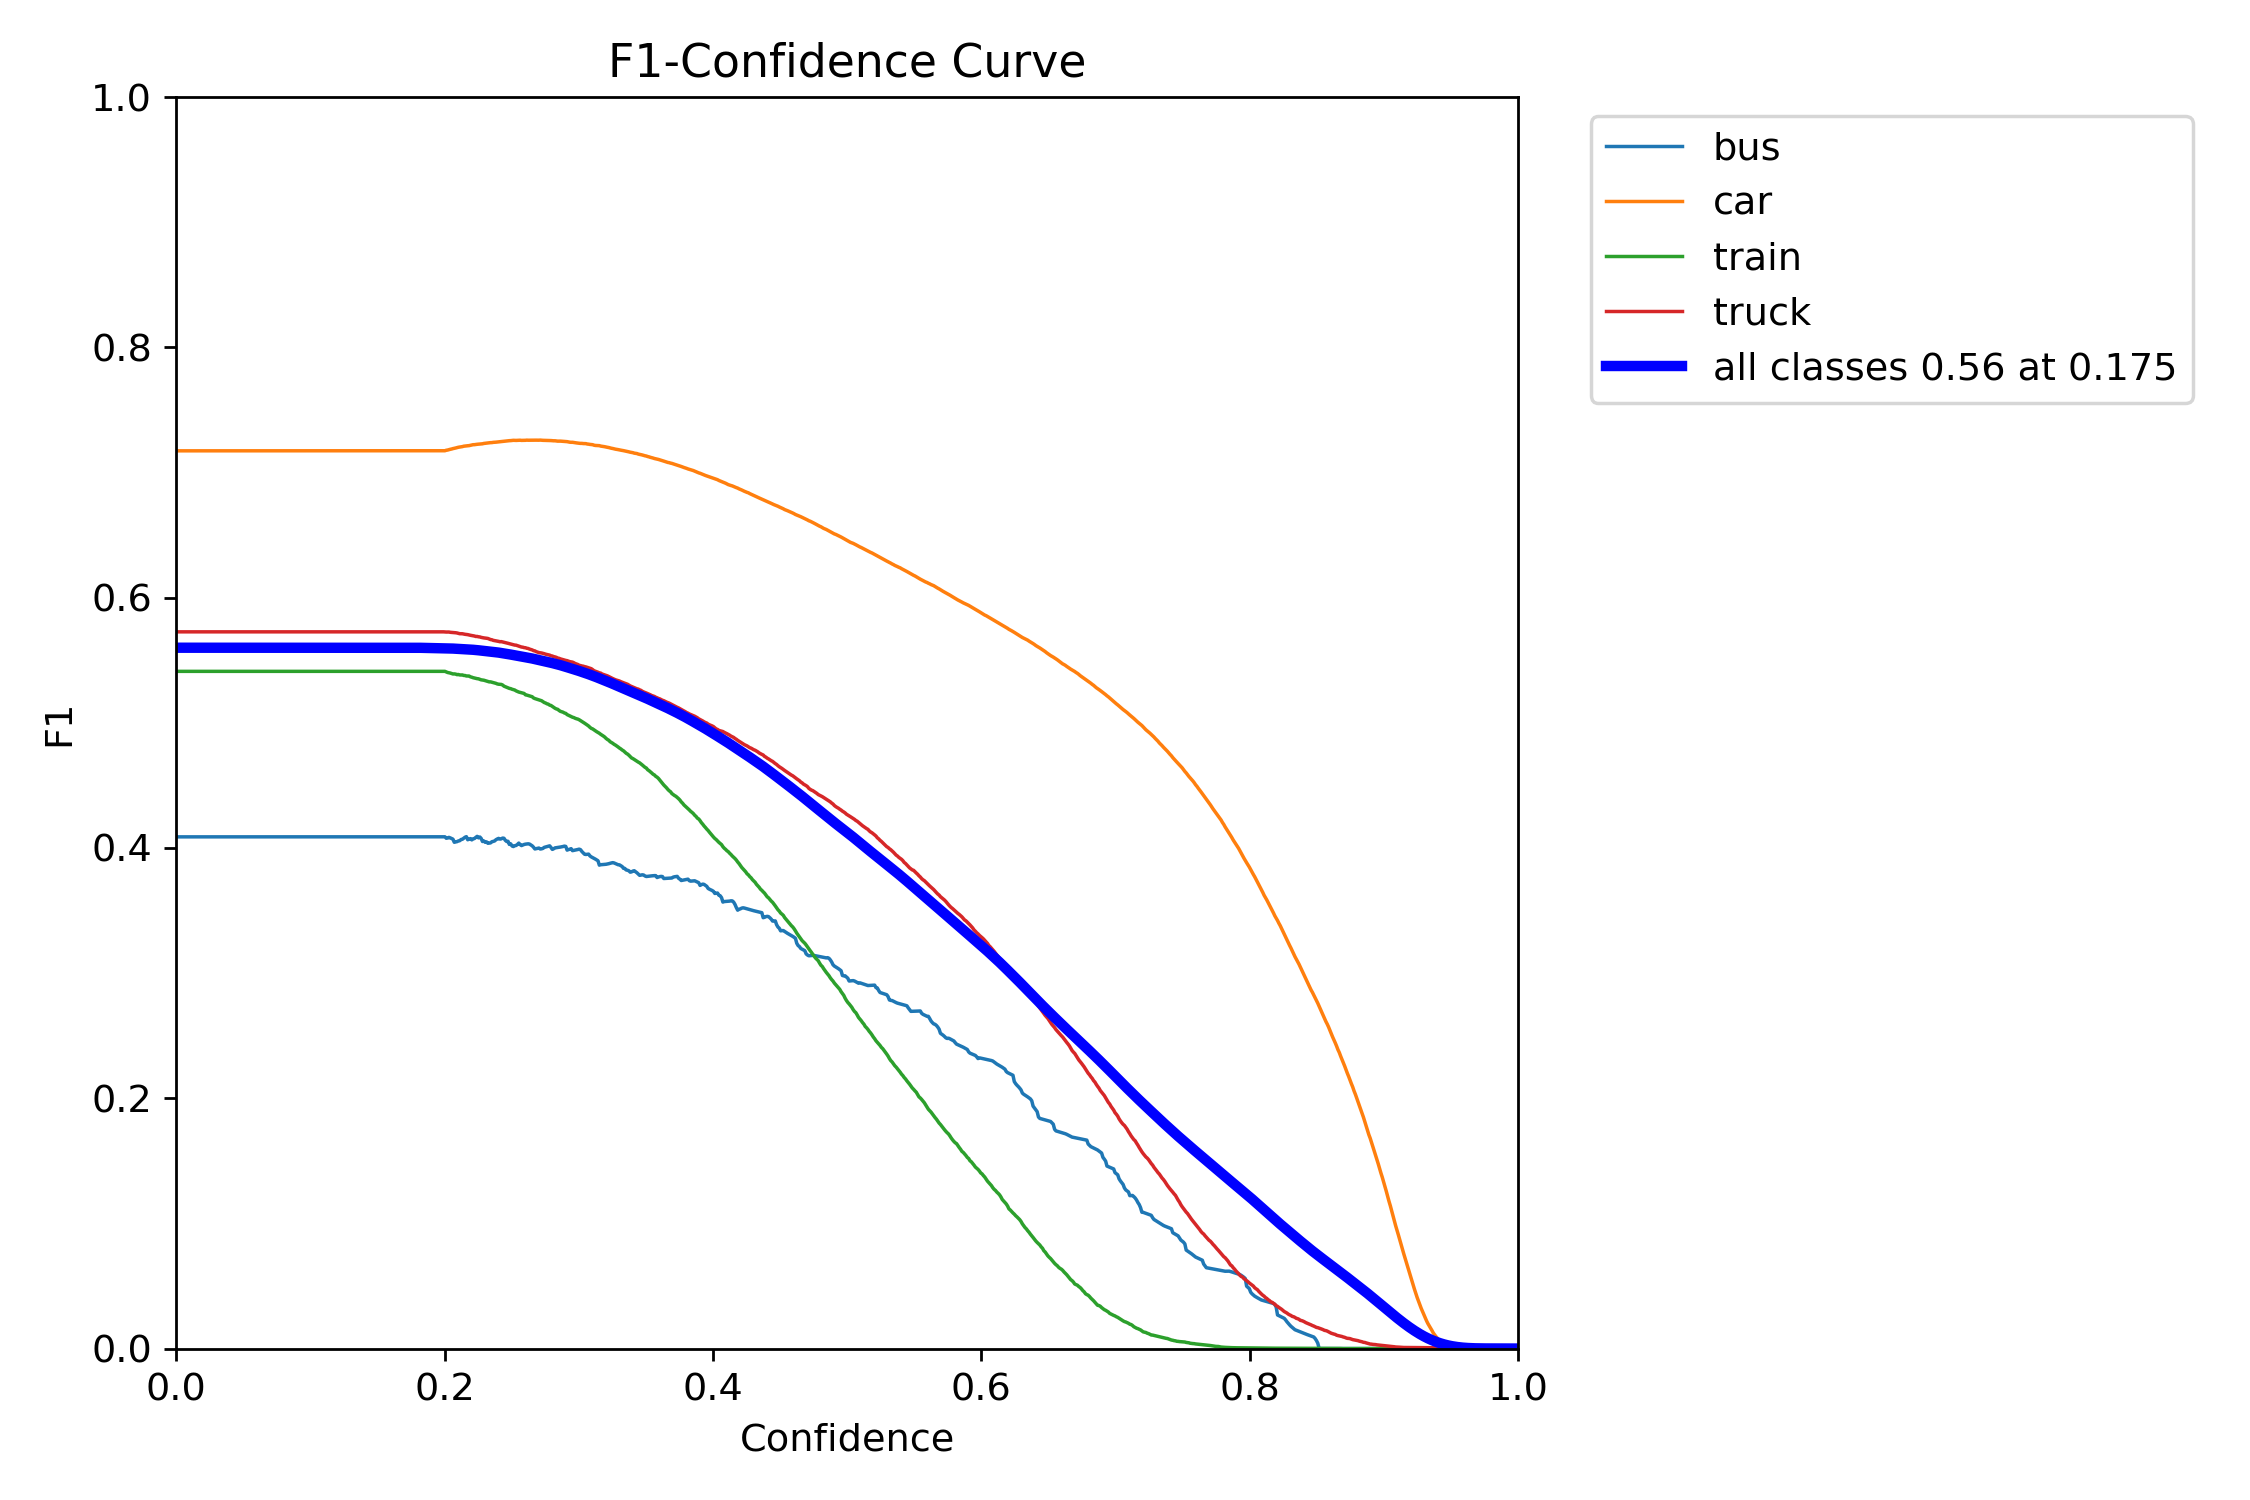 F1-Confidence Curve
1.0
0.8
0.6
0.4
0.2
0.0
F1
0.0 0.2 0.4 0.6 0.8 1.0
Confidence
bus
car
train
truck
all classes 0.56 at 0.175